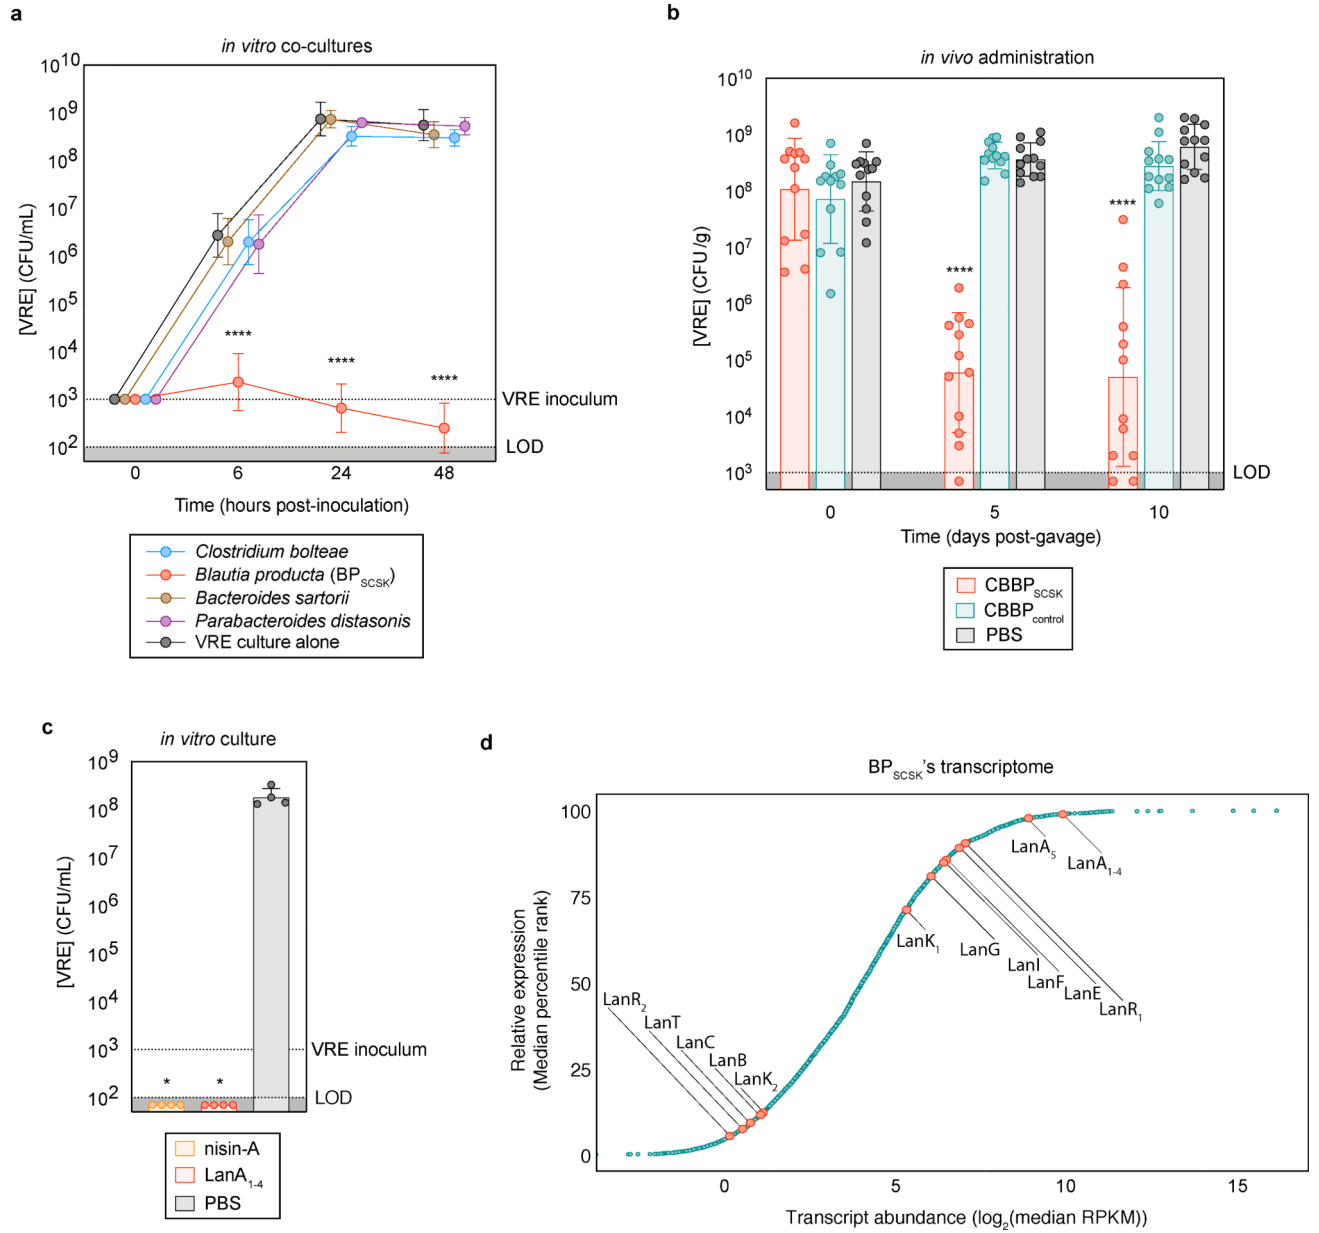 a
in vitro co-cultures
[VRE] (CFU/mL)
10^10
10^9
10^8
10^7
10^6
10^5
10^4
10^3
10^2
****
****
****
VRE inoculum
LOD
0 6 24 48
Time (hours post-inoculation)
Clostridium bolteae
Blautia producta (BP_SCSK)
Bacteroides sartorii
Parabacteroides distasonis
VRE culture alone
b
in vivo administration
[VRE] (CFU/g)
10^10
10^9
10^8
10^7
10^6
10^5
10^4
10^3
****
****
LOD
0 5 10
Time (days post-gavage)
CBBP_SCSK
CBBP_control
PBS
c
in vitro culture
[VRE] (CFU/mL)
10^9
10^8
10^7
10^6
10^5
10^4
10^3
10^2
* *
VRE inoculum
LOD
nisin-A
LanA_1-4
PBS
d
BP_SCSK's transcriptome
Relative expression
(Median percentile rank)
100
75
50
25
0
LanA_5
LanA_1-4
LanK_1
LanG
LanI
LanF
LanE
LanR_1
LanR_2
LanT
LanC
LanB
LanK_2
0 5 10 15
Transcript abundance (log_2(median RPKM))